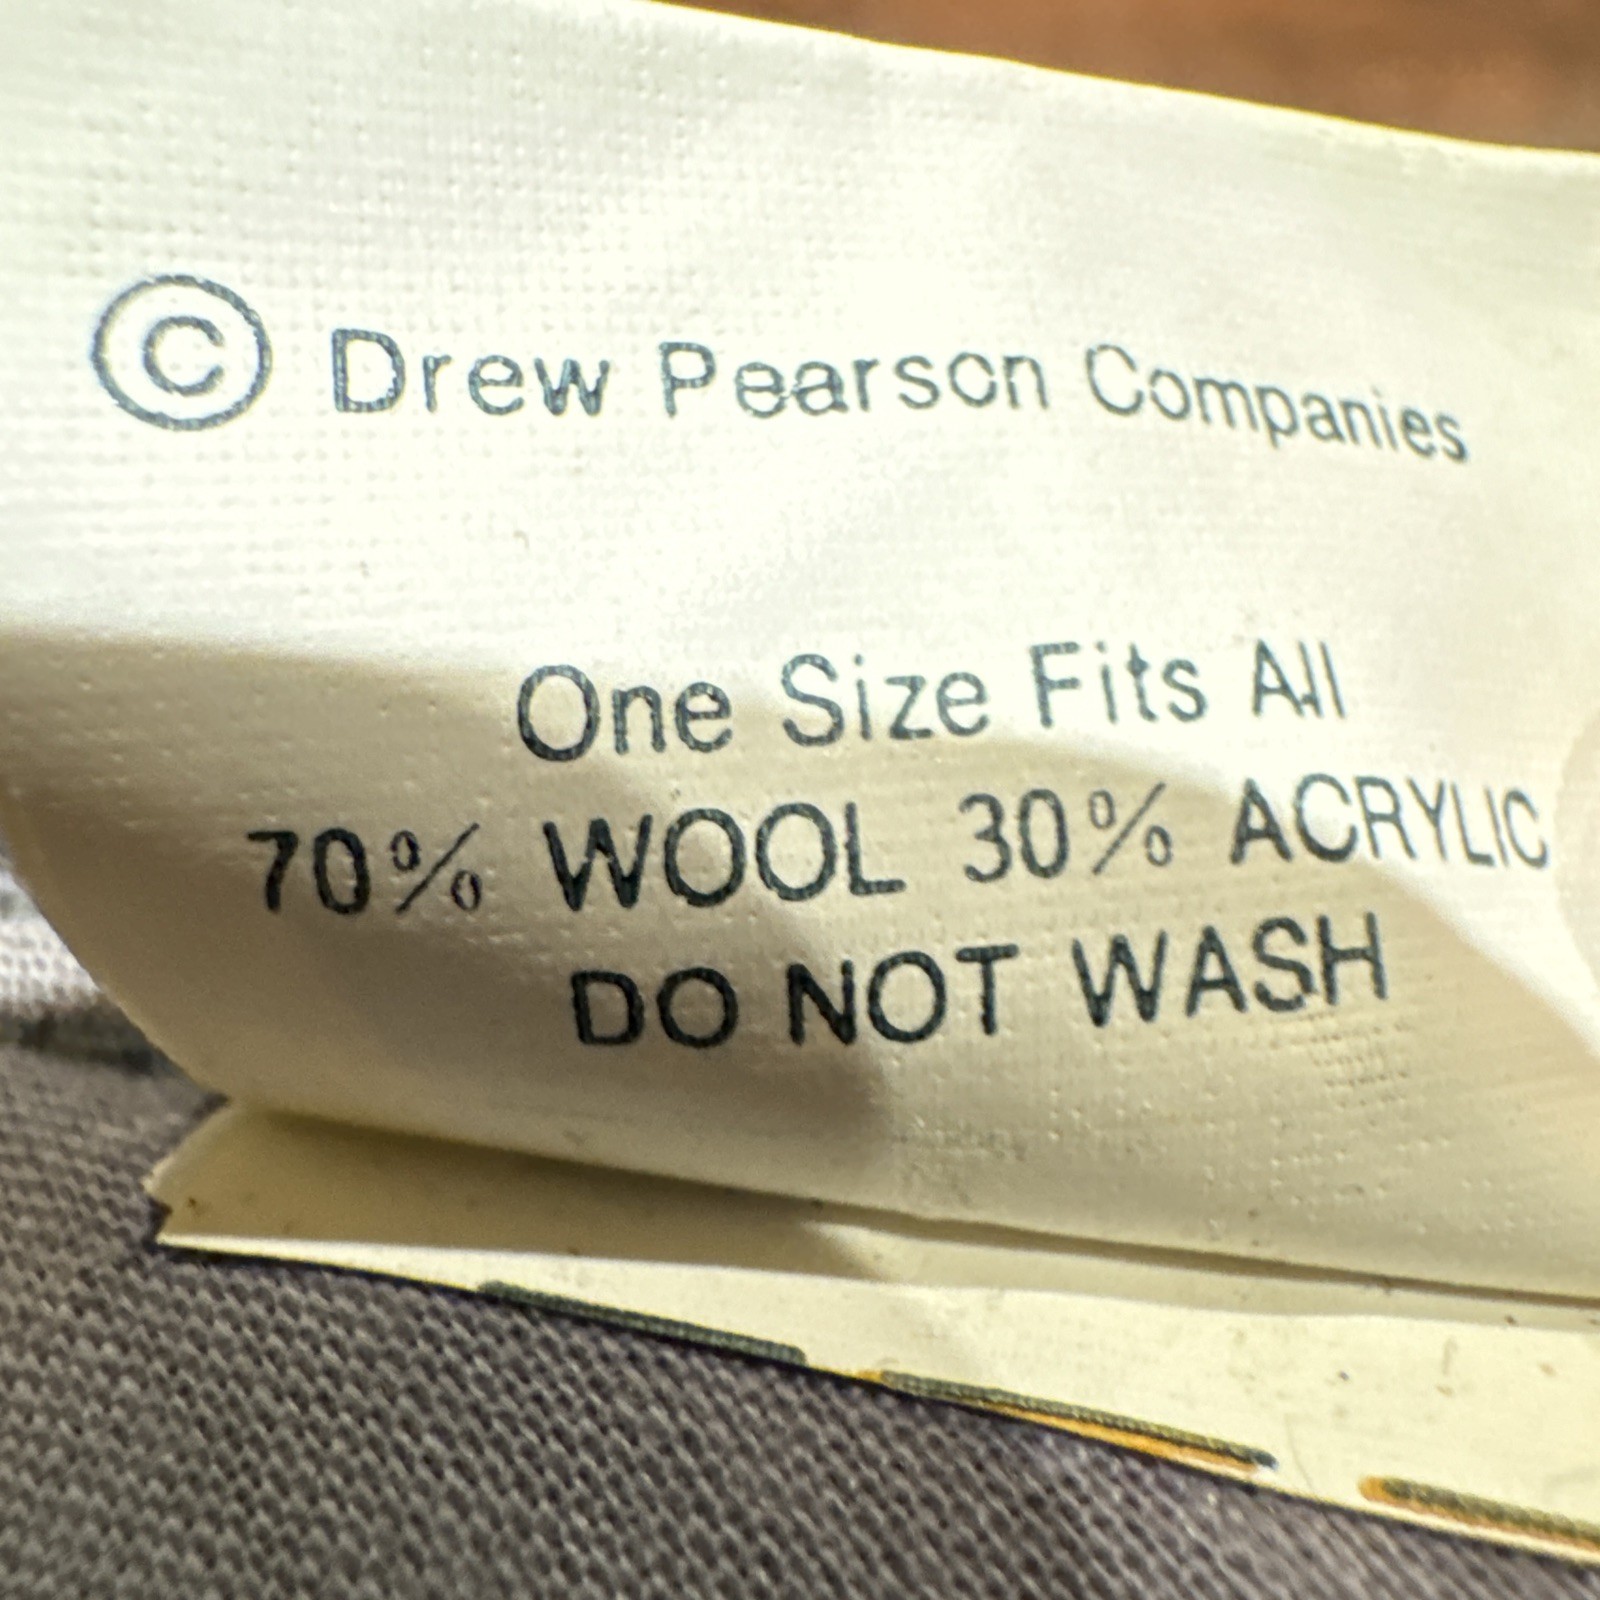 © Drew Pearson Companies
One Size Fits All
70% WOOL 30% ACRYLIC
DO NOT WASH